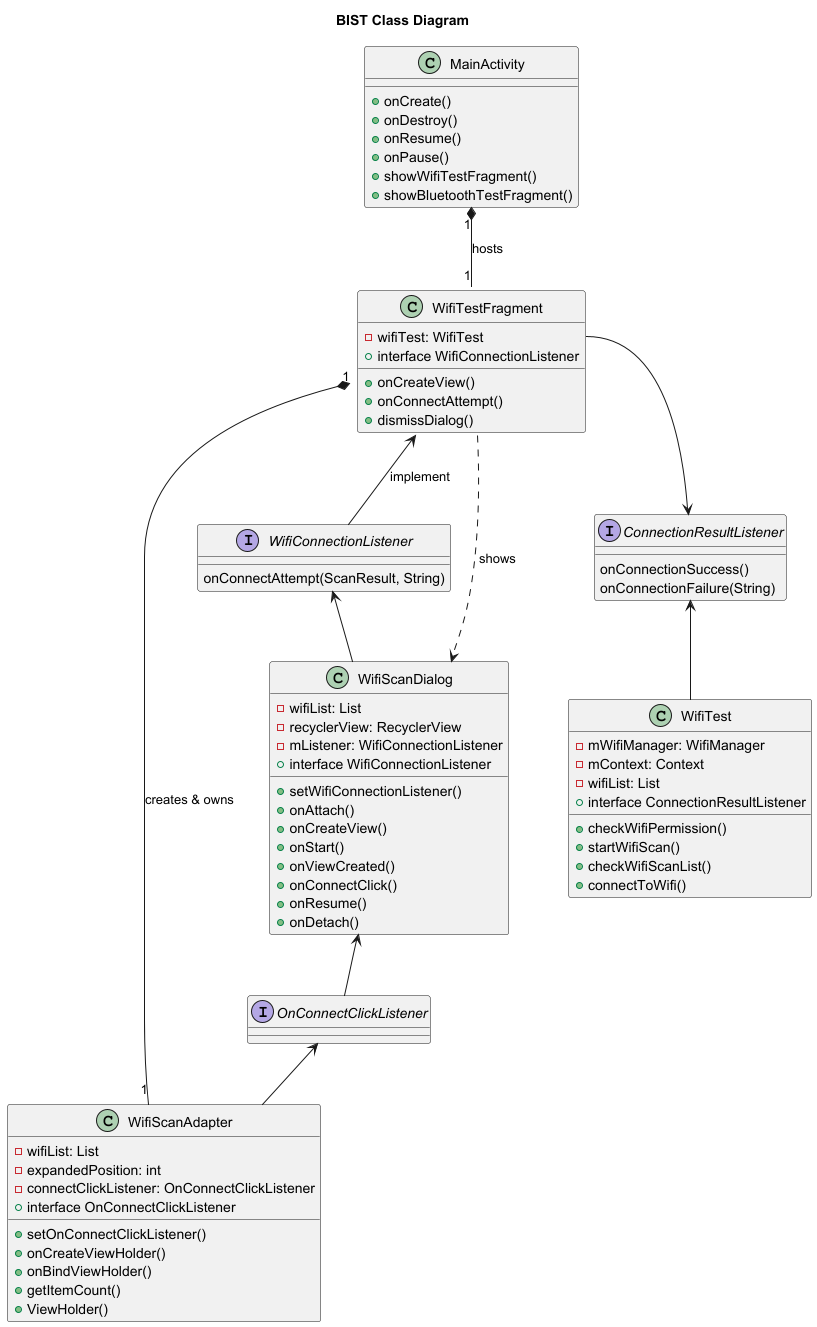 BIST Class Diagram
C MainActivity
onCreate()
onDestroy()
onResume()
onPause()
showWifiTestFragment()
showBluetoothTestFragment()
1
hosts
1
C WifiTestFragment
wifiTest: WifiTest
interface WifiConnectionListener
onCreateView()
onConnectAttempt()
dismissDialog()
1
implement
I WifiConnectionListener
onConnectAttempt(ScanResult, String)
shows
I ConnectionResultListener
onConnectionSuccess()
onConnectionFailure(String)
C WifiScanDialog
wifiList: List
recyclerView: RecyclerView
mListener: WifiConnectionListener
interface WifiConnectionListener
setWifiConnectionListener()
onAttach()
onCreateView()
onStart()
onViewCreated()
onConnectClick()
onResume()
onDetach()
C WifiTest
mWifiManager: WifiManager
mContext: Context
wifiList: List
interface ConnectionResultListener
checkWifiPermission()
startWifiScan()
checkWifiScanList()
connectToWifi()
creates & owns
I OnConnectClickListener
1
C WifiScanAdapter
wifiList: List
expandedPosition: int
connectClickListener: OnConnectClickListener
interface OnConnectClickListener
setOnConnectClickListener()
onCreateViewHolder()
onBindViewHolder()
getItemCount()
ViewHolder()